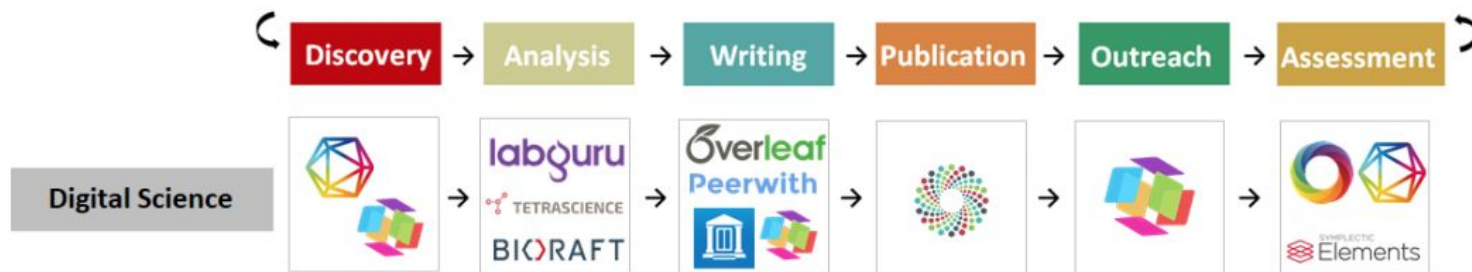 Discovery
Analysis
Writing
Publication
Outreach
Assessment
Digital Science
labguru
TETRASCIENCE
BIORAFT
Overleaf
Peerwith
SYMPLECTIC
Elements